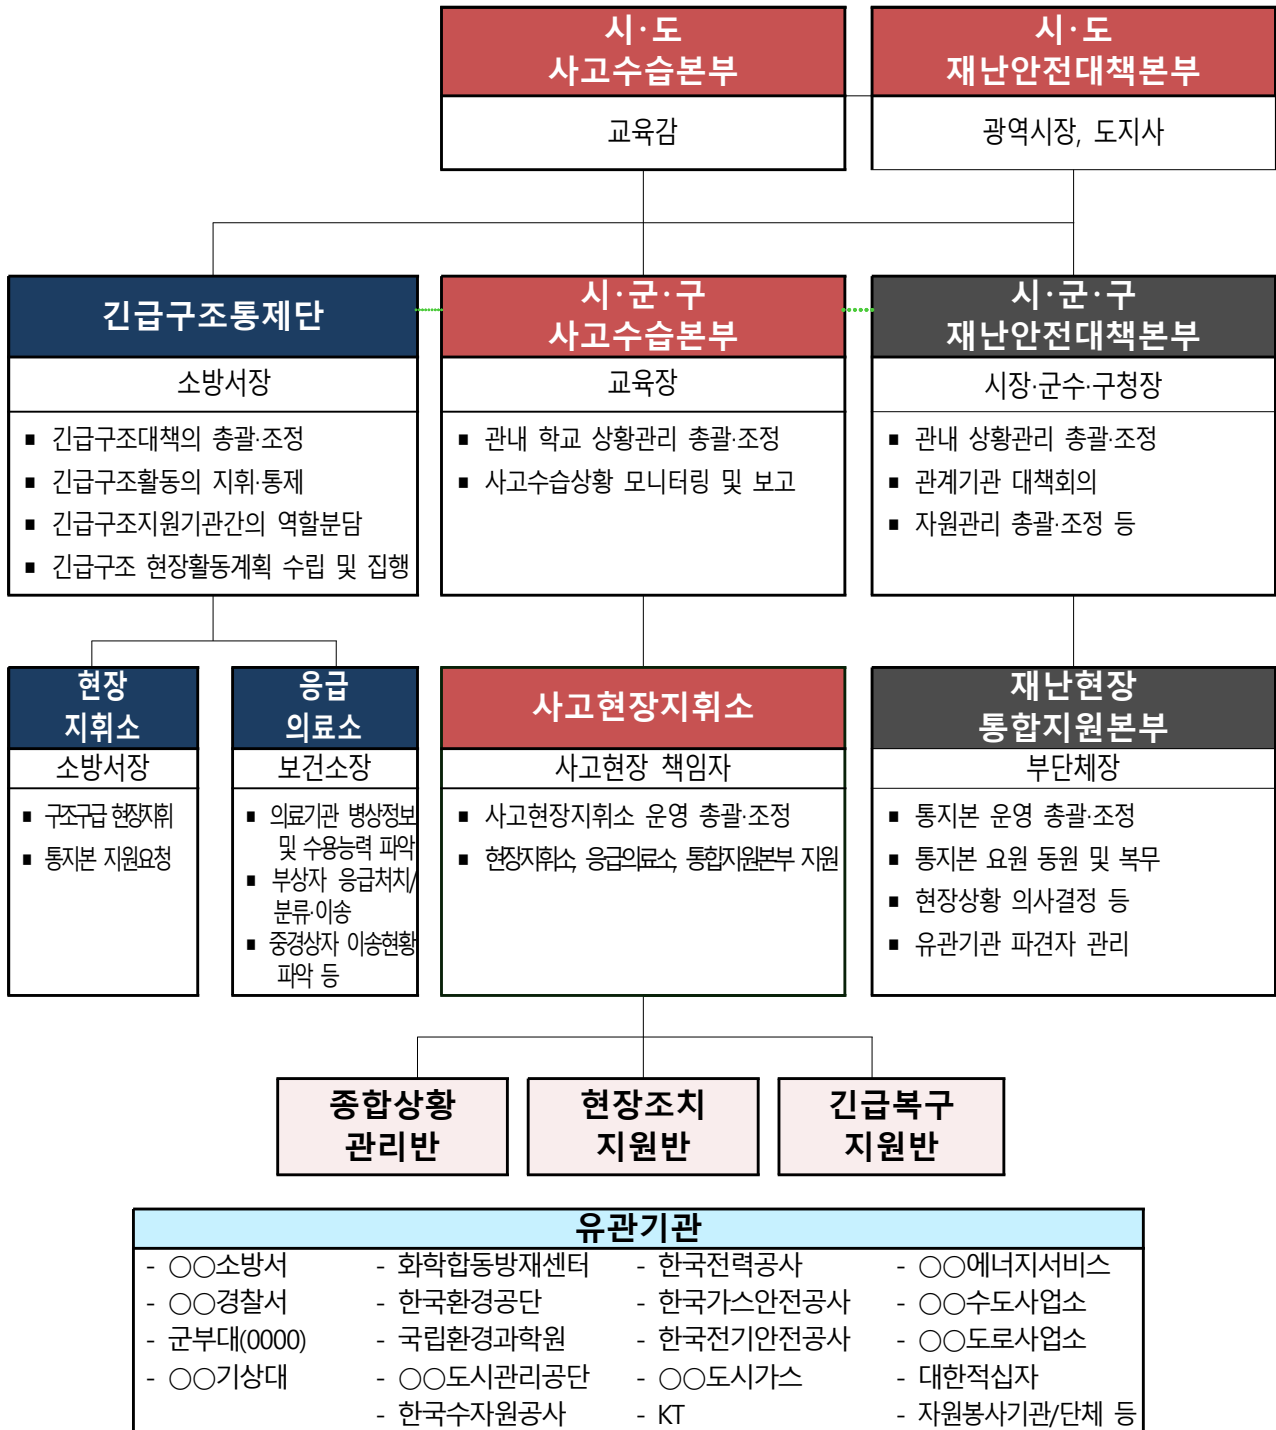 시·도
사고수습본부
교육감
시·도
재난안전대책본부
광역시장, 도지사
긴급구조통제단
소방서장
▪ 긴급구조대책의 총괄·조정
▪ 긴급구조활동의 지휘·통제
▪ 긴급구조지원기관간의 역할분담
▪ 긴급구조 현장활동계획 수립 및 집행
시·군·구
사고수습본부
교육장
▪ 관내 학교 상황관리 총괄·조정
▪ 사고수습상황 모니터링 및 보고
시·군·구
재난안전대책본부
시장·군수·구청장
▪ 관내 상황관리 총괄·조정
▪ 관계기관 대책회의
▪ 자원관리 총괄·조정 등
현장
지휘소
소방서장
▪ 구조구급 현장지휘
▪ 통지본 지원요청
응급
의료소
보건소장
▪ 의료기관 병상정보
및 수용능력 파악
▪ 부상자 응급처치/
분류·이송
▪ 중경상자 이송현황
파악 등
사고현장지휘소
사고현장 책임자
▪ 사고현장지휘소 운영 총괄·조정
▪ 현장지휘소, 응급의료소, 통합지원본부 지원
재난현장
통합지원본부
부단체장
▪ 통지본 운영 총괄·조정
▪ 통지본 요원 동원 및 복무
▪ 현장상황 의사결정 등
▪ 유관기관 파견자 관리
종합상황
관리반
현장조치
지원반
긴급복구
지원반
유관기관
- ○○소방서
- ○○경찰서
- 군부대(0000)
- ○○기상대
- 화학합동방재센터
- 한국환경공단
- 국립환경과학원
- ○○도시관리공단
- 한국수자원공사
- 한국전력공사
- 한국가스안전공사
- 한국전기안전공사
- ○○도시가스
- KT
- ○○에너지서비스
- ○○수도사업소
- ○○도로사업소
- 대한적십자
- 자원봉사기관/단체 등